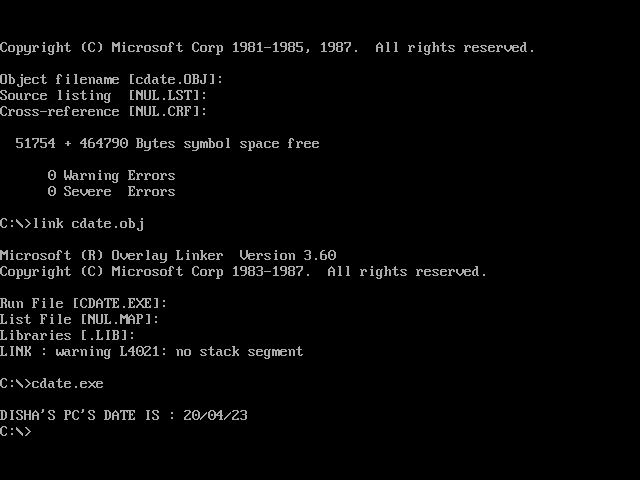 Copyright (C) Microsoft Corp 1981-1985, 1987.  All rights reserved.
Object filename [cdate.OBJ]:
Source listing  [NUL.LST]:
Cross-reference [NUL.CRF]:
  51754 + 464790 Bytes symbol space free
      0 Warning Errors
      0 Severe  Errors
C:\>link cdate.obj
Microsoft (R) Overlay Linker  Version 3.60
Copyright (C) Microsoft Corp 1983-1987.  All rights reserved.
Run File [CDATE.EXE]:
List File [NUL.MAP]:
Libraries [.LIB]:
LINK : warning L4021: no stack segment
C:\>cdate.exe
DISHA'S PC'S DATE IS : 20/04/23
C:\>